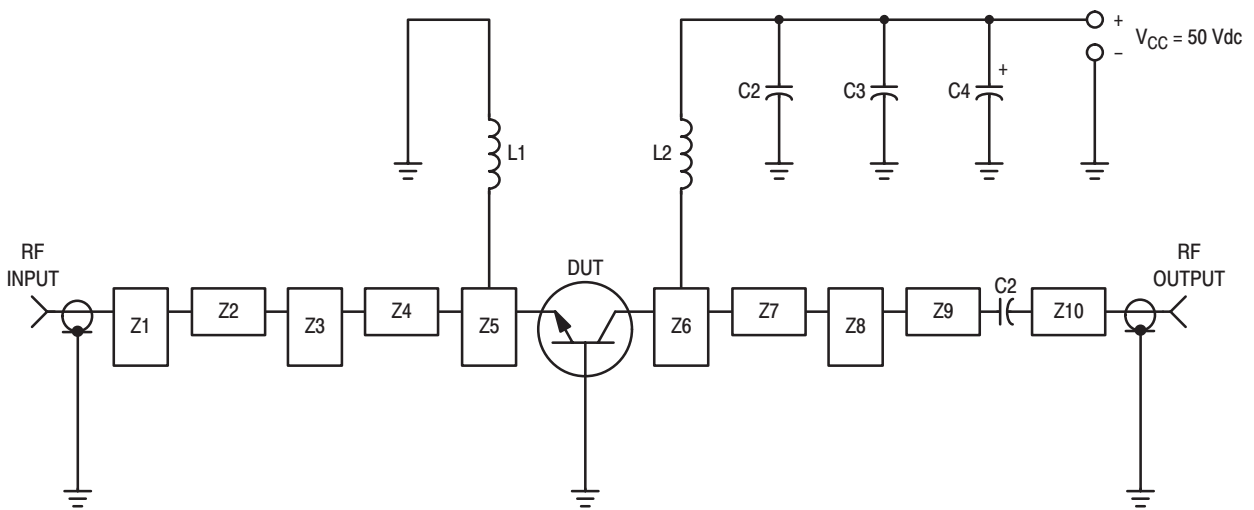 +
V_CC = 50 Vdc
–
+
C2
C3
C4
L1
L2
RF
INPUT
DUT
RF
OUTPUT
C2
Z1
Z2
Z3
Z4
Z5
Z6
Z7
Z8
Z9
Z10